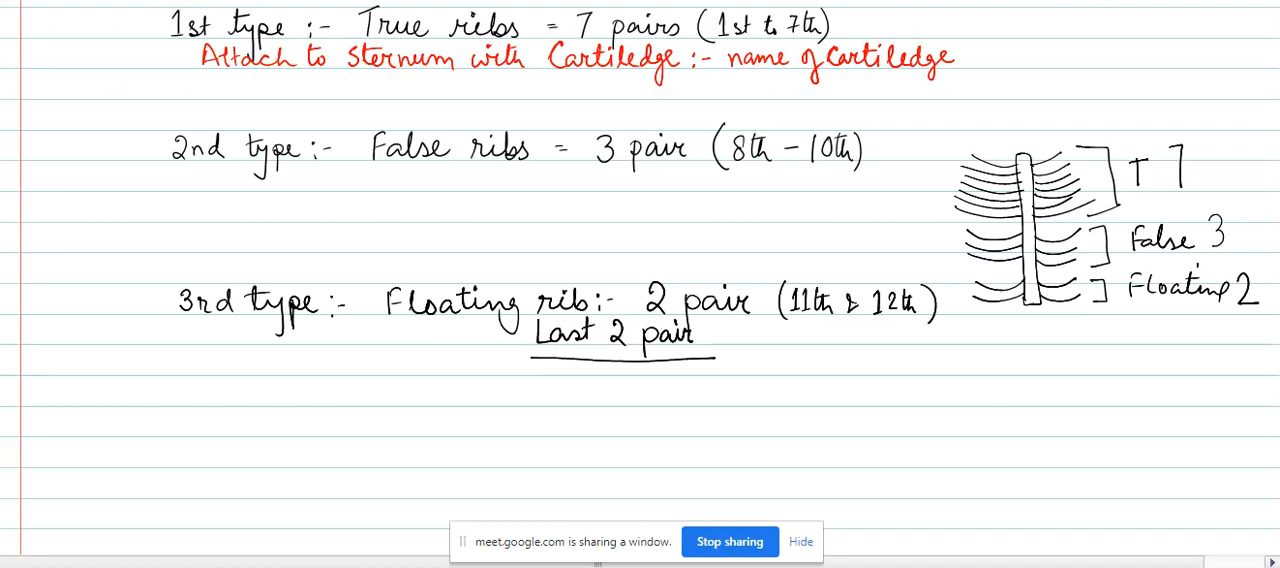 1st type :- True ribs = 7 pairs (1st to 7th)
Attach to Sternum with Cartiledge :- name of Cartiledge
2nd type :- False ribs = 3 pair (8th - 10th)
T 7
False 3
Floating 2
3rd type :- Floating rib :- 2 pair (11th & 12th)
Last 2 pair
meet.google.com is sharing a window.
Stop sharing
Hide